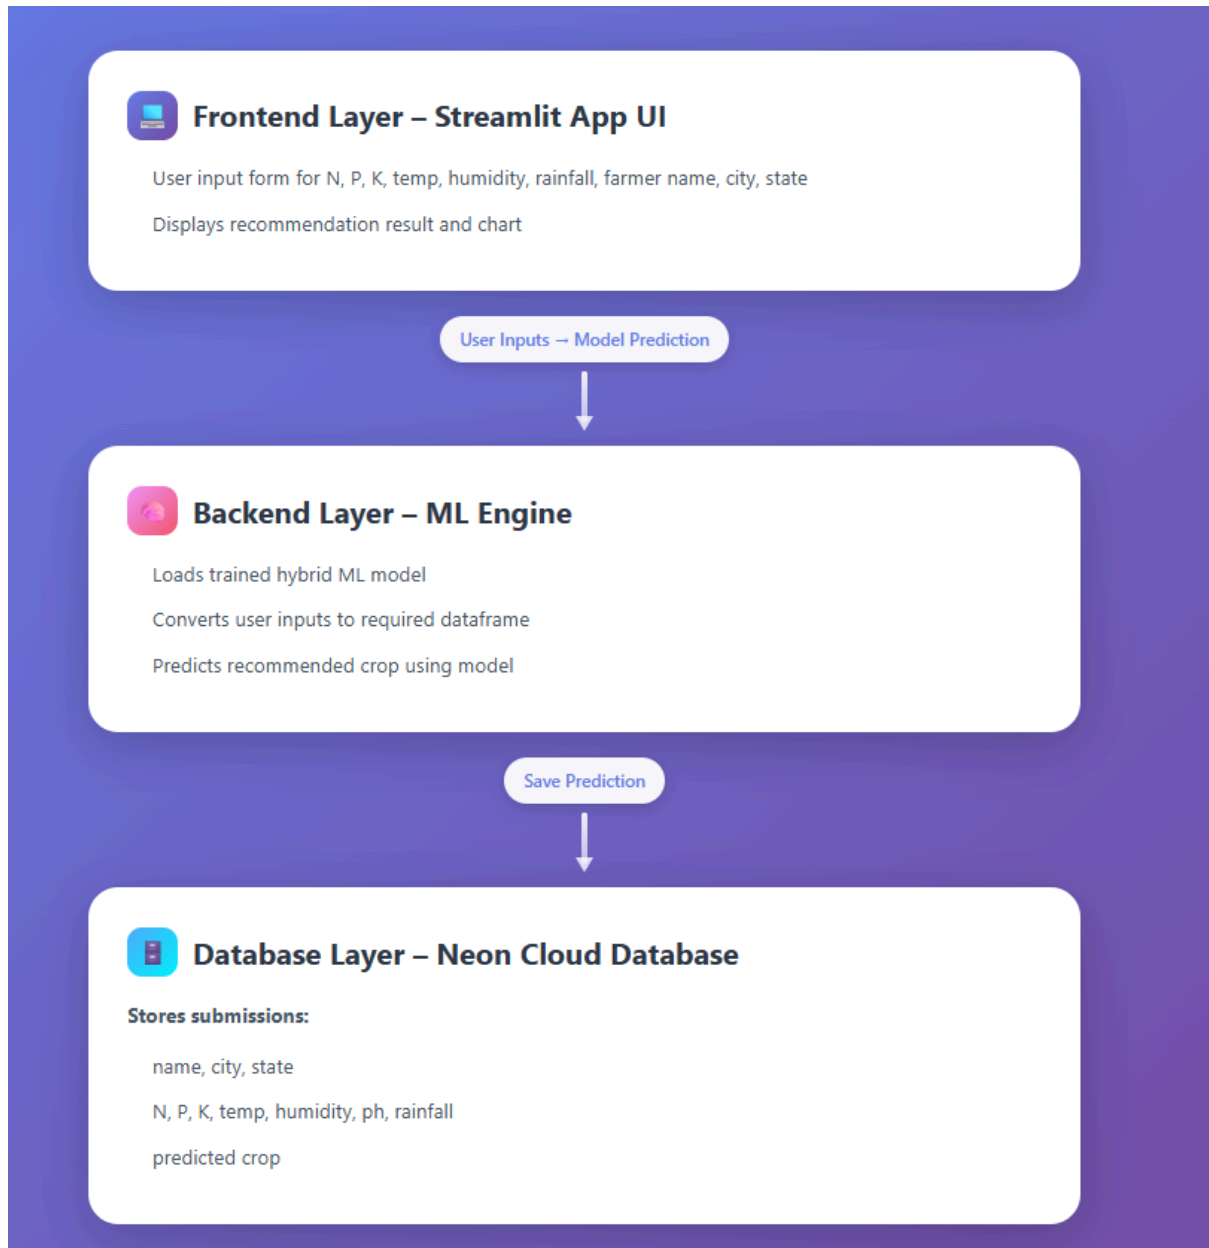 Frontend Layer – Streamlit App UI
User input form for N, P, K, temp, humidity, rainfall, farmer name, city, state
Displays recommendation result and chart
User Inputs → Model Prediction
Backend Layer – ML Engine
Loads trained hybrid ML model
Converts user inputs to required dataframe
Predicts recommended crop using model
Save Prediction
Database Layer – Neon Cloud Database
Stores submissions:
name, city, state
N, P, K, temp, humidity, ph, rainfall
predicted crop